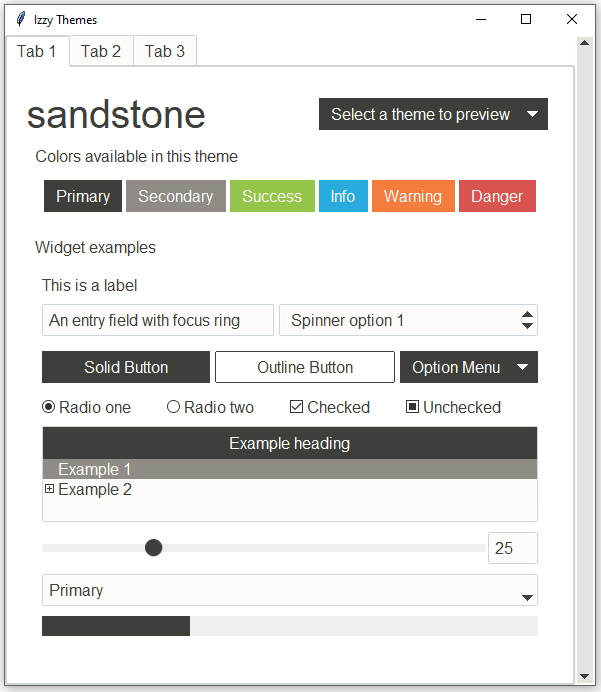 Izzy Themes
Tab 1 Tab 2 Tab 3
sandstone
Select a theme to preview
Colors available in this theme
Primary Secondary Success Info Warning Danger
Widget examples
This is a label
An entry field with focus ring Spinner option 1
Solid Button Outline Button Option Menu
Radio one Radio two Checked Unchecked
Example heading
Example 1
Example 2
25
Primary